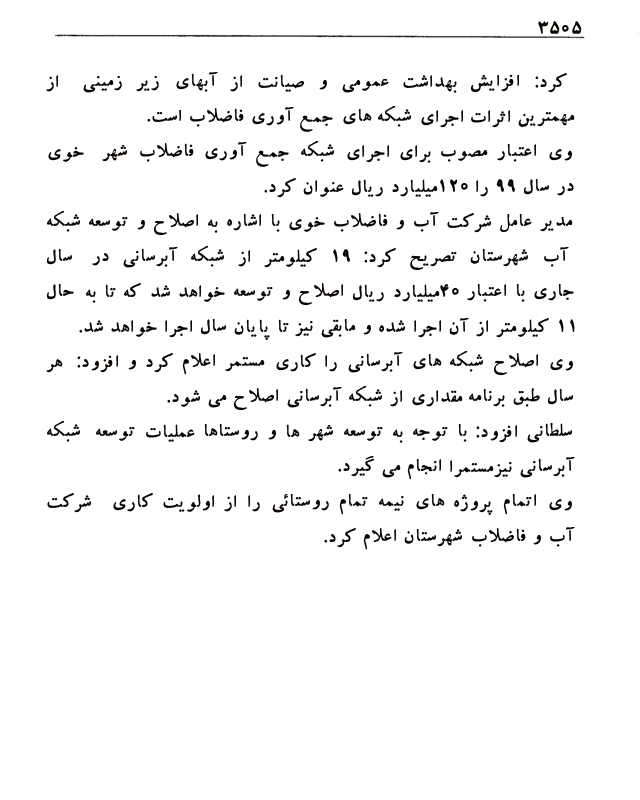 ۳۵۰۵
کرد: افزایش بهداشت عمومی و صیانت از آبهای زیر زمینی از
مهمترین اثرات اجرای شبکه های جمع آوری فاضلاب است.
وی اعتبار مصوب برای اجرای شبکه جمع آوری فاضلاب شهر خوی
در سال ۹۹ را ۱۲۰میلیارد ریال عنوان کرد.
مدیر عامل شرکت آب و فاضلاب خوی با اشاره به اصلاح و توسعه شبکه
آب شهرستان تصریح کرد: ۱۹ کیلومتر از شبکه آبرسانی در سال
جاری با اعتبار ۴۰میلیارد ریال اصلاح و توسعه خواهد شد که تا به حال
۱۱ کیلومتر از آن اجرا شده و مابقی نیز تا پایان سال اجرا خواهد شد.
وی اصلاح شبکه های آبرسانی را کاری مستمر اعلام کرد و افزود: هر
سال طبق برنامه مقداری از شبکه آبرسانی اصلاح می شود.
سلطانی افزود: با توجه به توسعه شهر ها و روستاها عملیات توسعه شبکه
آبرسانی نیزمستمرا انجام می گیرد.
وی اتمام پروژه های نیمه تمام روستائی را از اولویت کاری شرکت
آب و فاضلاب شهرستان اعلام کرد.